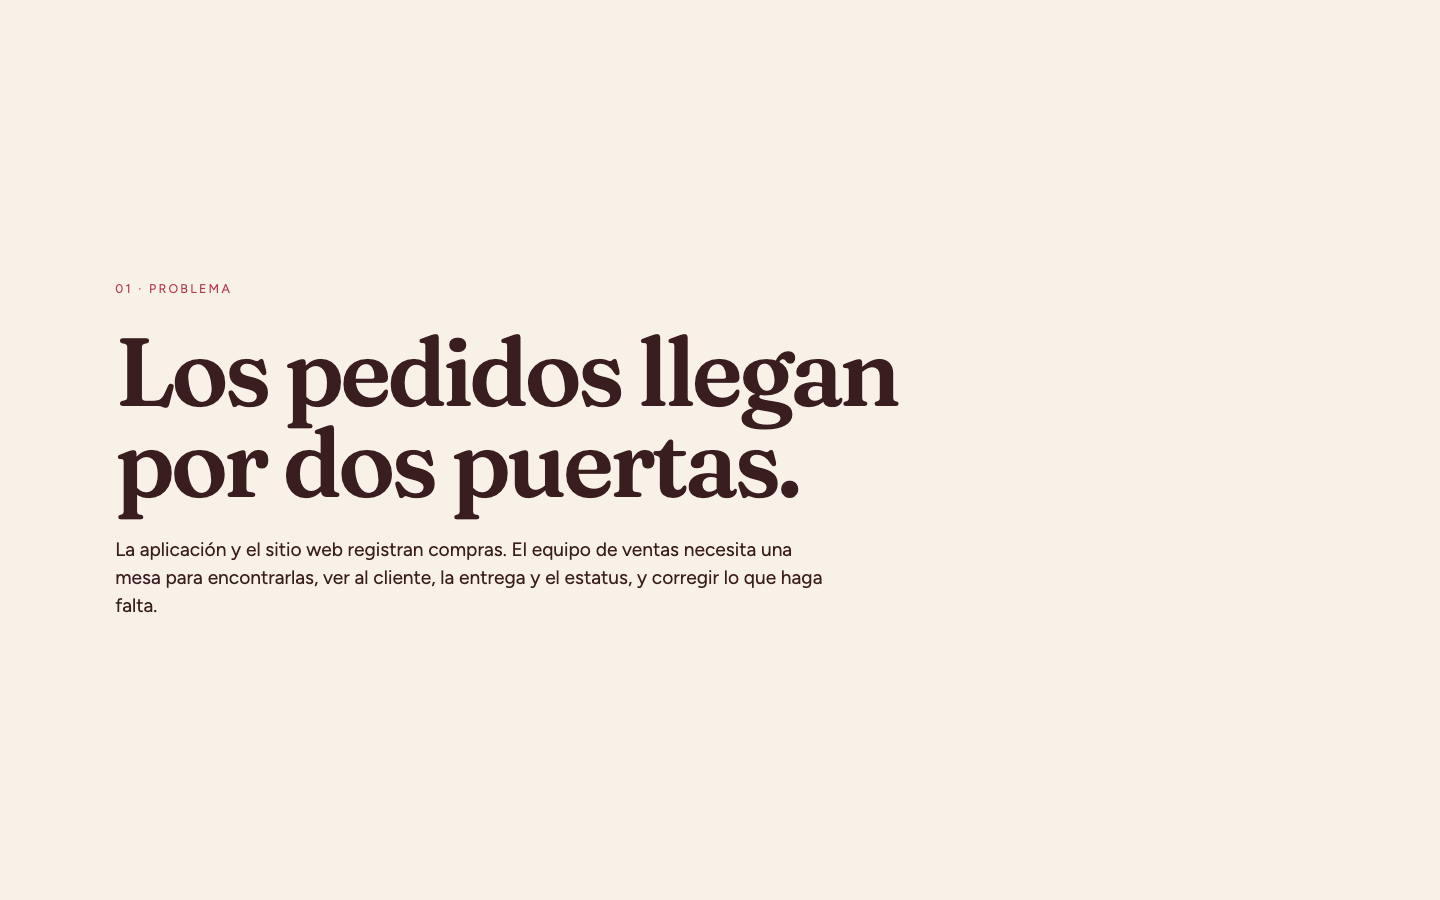 01 · PROBLEMA
Los pedidos llegan
por dos puertas.
La aplicación y el sitio web registran compras. El equipo de ventas necesita una
mesa para encontrarlas, ver al cliente, la entrega y el estatus, y corregir lo que haga
falta.